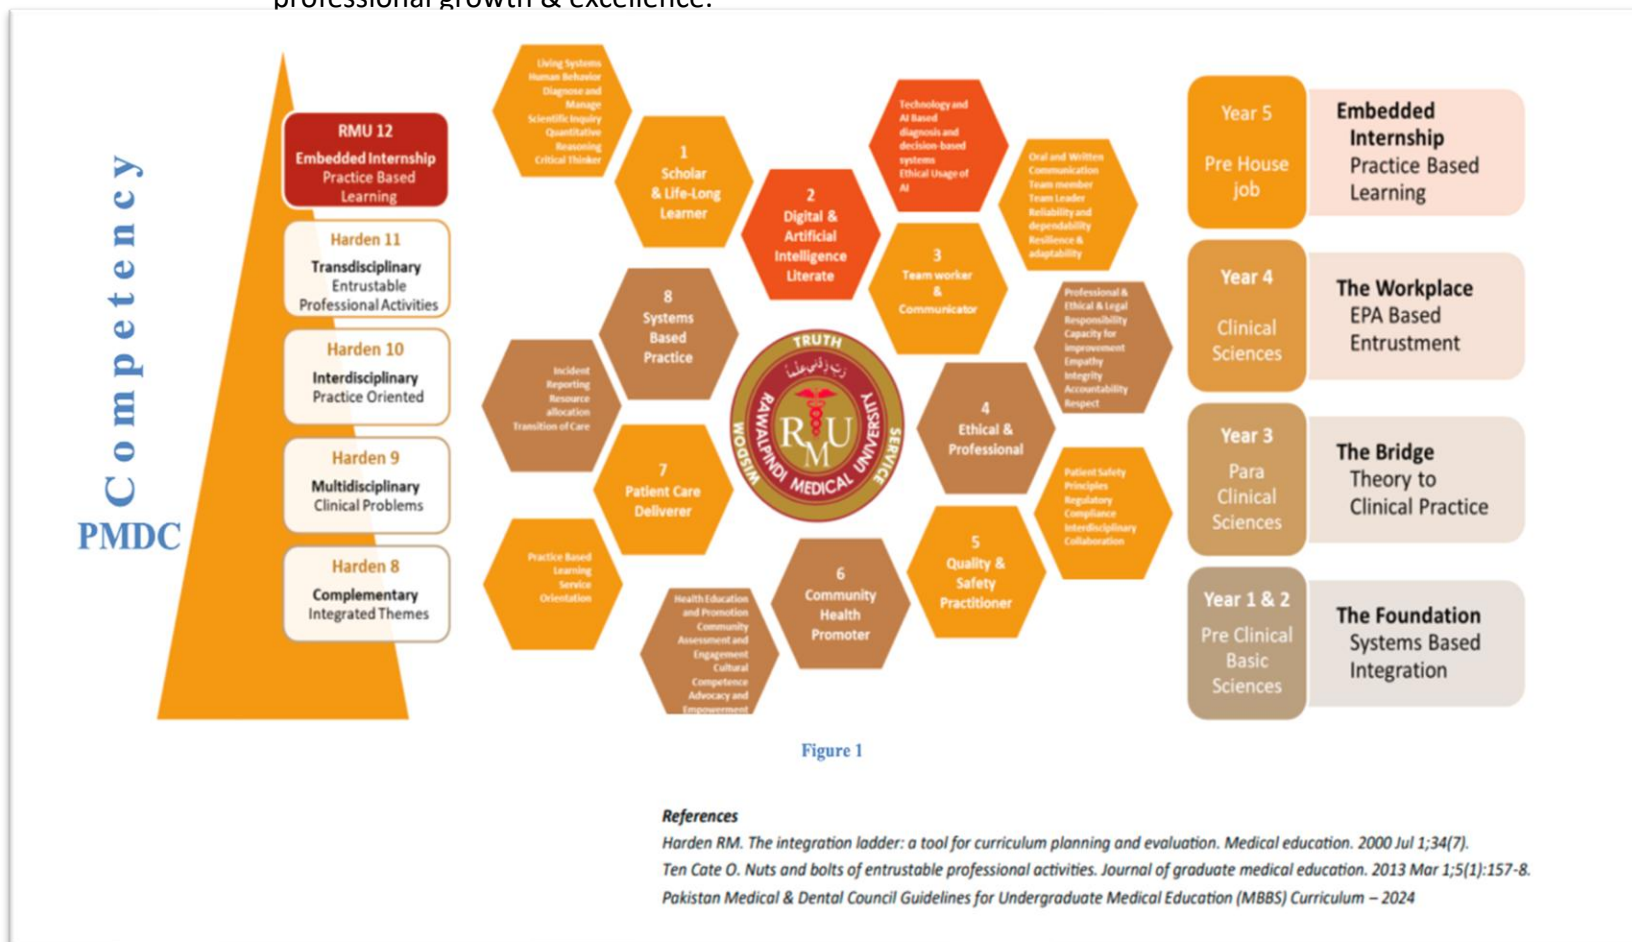 professional growth & excellence.
Competency
PMDC
RMU 12
Embedded Internship
Practice Based
Learning
Harden 11
Transdisciplinary
Entrustable
Professional Activities
Harden 10
Interdisciplinary
Practice Oriented
Harden 9
Multidisciplinary
Clinical Problems
Harden 8
Complementary
Integrated Themes
Living Systems
Human Behavior
Diagnose and
Manage
Scientific Inquiry
Quantitative
Reasoning
Critical Thinker
1
Scholar
& Life-Long
Learner
2
Digital &
Artificial
Intelligence
Literate
Technology and
AI Based
diagnosis and
decision-based
systems
Ethical Usage of
AI
3
Team worker
&
Communicator
Oral and Written
Communication
Team member
Team Leader
Reliability and
dependability
Resilience &
adaptability
4
Ethical &
Professional
Professional &
Ethical & Legal
Responsibility
Capacity for
improvement
Empathy
Integrity
Accountability
Respect
5
Quality &
Safety
Practitioner
Patient Safety
Principles
Regulatory
Compliance
Interdisciplinary
Collaboration
6
Community
Health
Promoter
Health Education
and Promotion
Community
Assessment and
Engagement
Cultural
Competence
Advocacy and
Empowerment
7
Patient Care
Deliverer
Practice Based
Learning
Service
Orientation
8
Systems
Based
Practice
Incident
Reporting
Resource
allocation
Transition of Care
TRUTH
WISDOM
SERVICE
رَبِّ زِدْنِي عِلْمًا
RMU
RAWALPINDI MEDICAL UNIVERSITY
Year 5
Pre House
job
Embedded
Internship
Practice Based
Learning
Year 4
Clinical
Sciences
The Workplace
EPA Based
Entrustment
Year 3
Para
Clinical
Sciences
The Bridge
Theory to
Clinical Practice
Year 1 & 2
Pre Clinical
Basic
Sciences
The Foundation
Systems Based
Integration
Figure 1
References
Harden RM. The integration ladder: a tool for curriculum planning and evaluation. Medical education. 2000 Jul 1;34(7).
Ten Cate O. Nuts and bolts of entrustable professional activities. Journal of graduate medical education. 2013 Mar 1;5(1):157-8.
Pakistan Medical & Dental Council Guidelines for Undergraduate Medical Education (MBBS) Curriculum – 2024